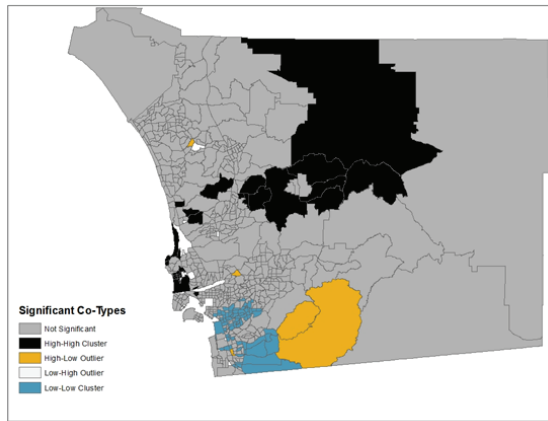 Significant Co-Types
Not Significant
High-High Cluster
High-Low Outlier
Low-High Outlier
Low-Low Cluster